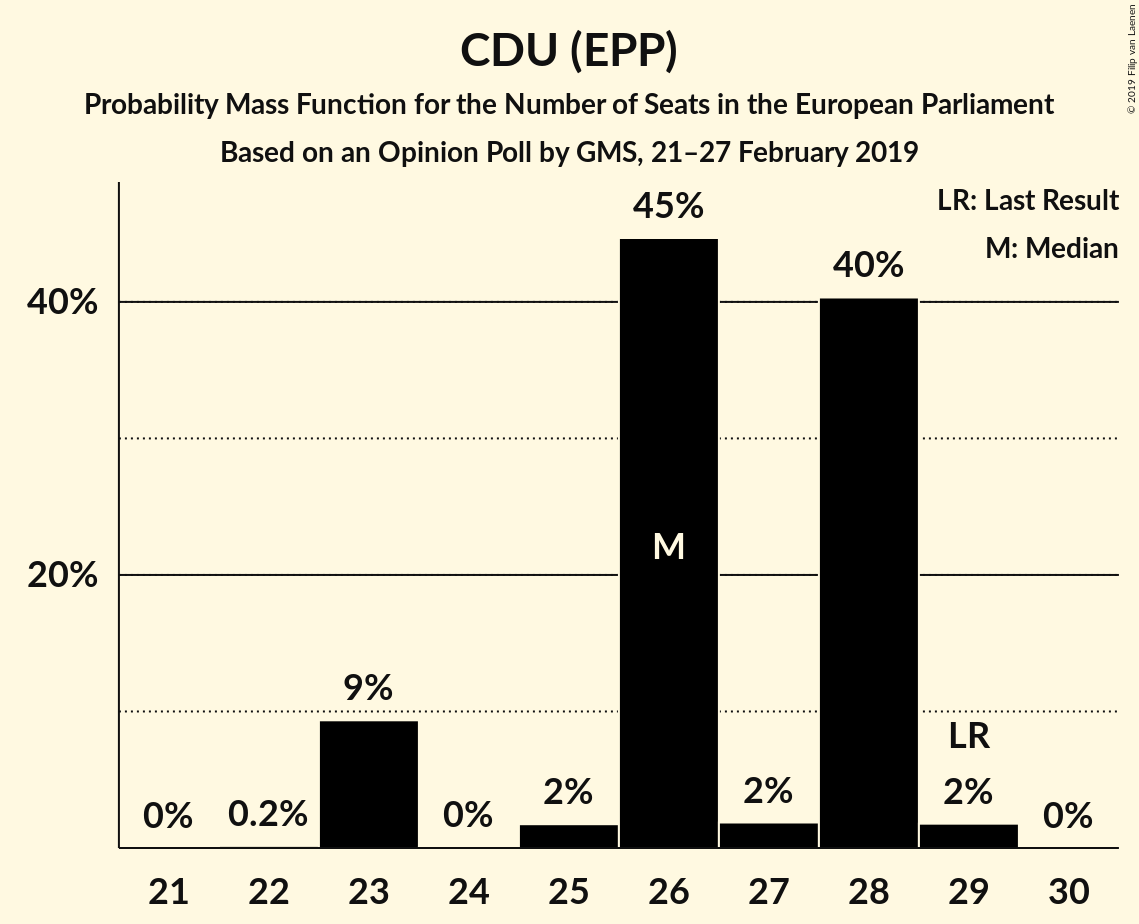 CDU (EPP)
Probability Mass Function for the Number of Seats in the European Parliament
Based on an Opinion Poll by GMS, 21–27 February 2019
© 2019 Filip van Laenen
LR: Last Result
M: Median
45%
40%
40%
M
20%
9%
LR
0%
0.2%
0%
2%
2%
2%
0%
21
22
23
24
25
26
27
28
29
30